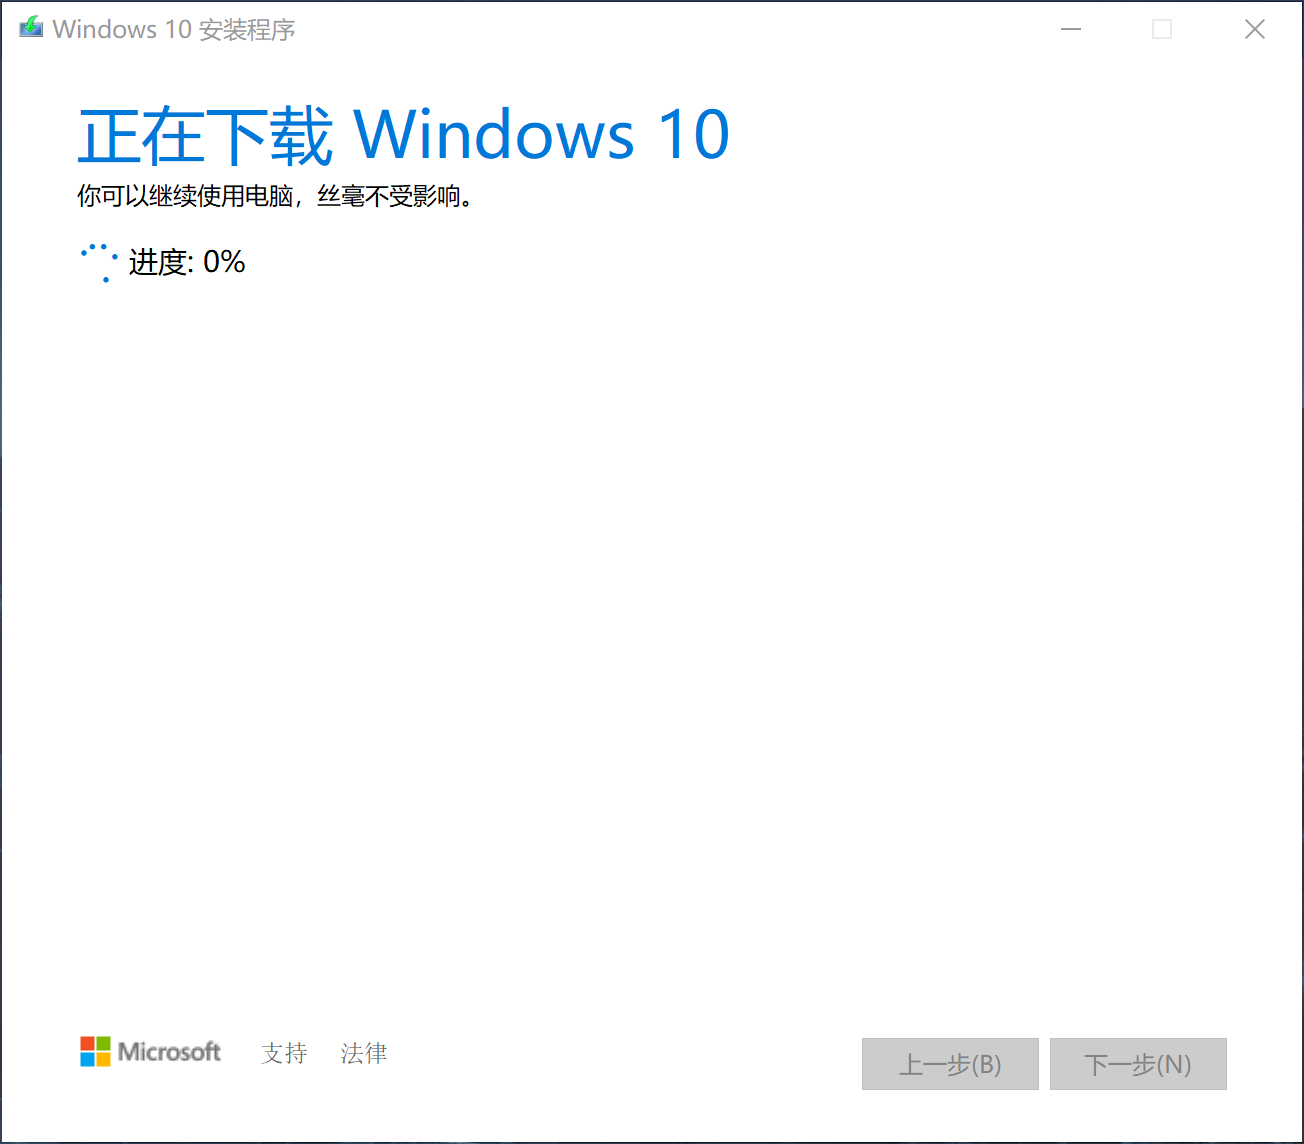 Windows 10 安装程序
正在下载 Windows 10
你可以继续使用电脑，丝毫不受影响。
进度: 0%
Microsoft 支持 法律
上一步(B) 下一步(N)